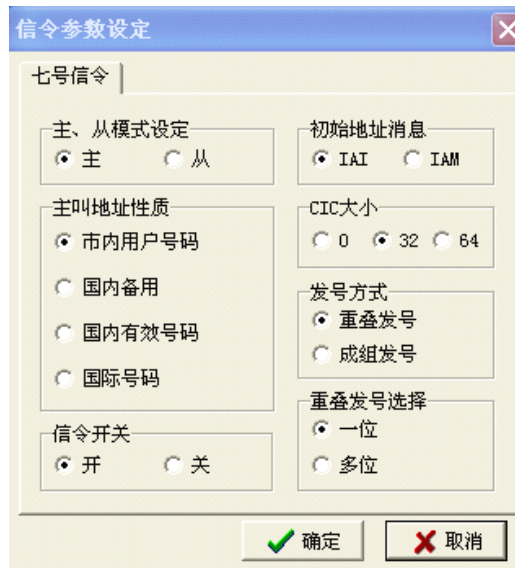 信令参数设定
七号信令
主、从模式设定
主 从
主叫地址性质
市内用户号码
国内备用
国内有效号码
国际号码
信令开关
开 关
初始地址消息
IAI IAM
CIC大小
0 32 64
发号方式
重叠发号
成组发号
重叠发号选择
一位
多位
确定 取消